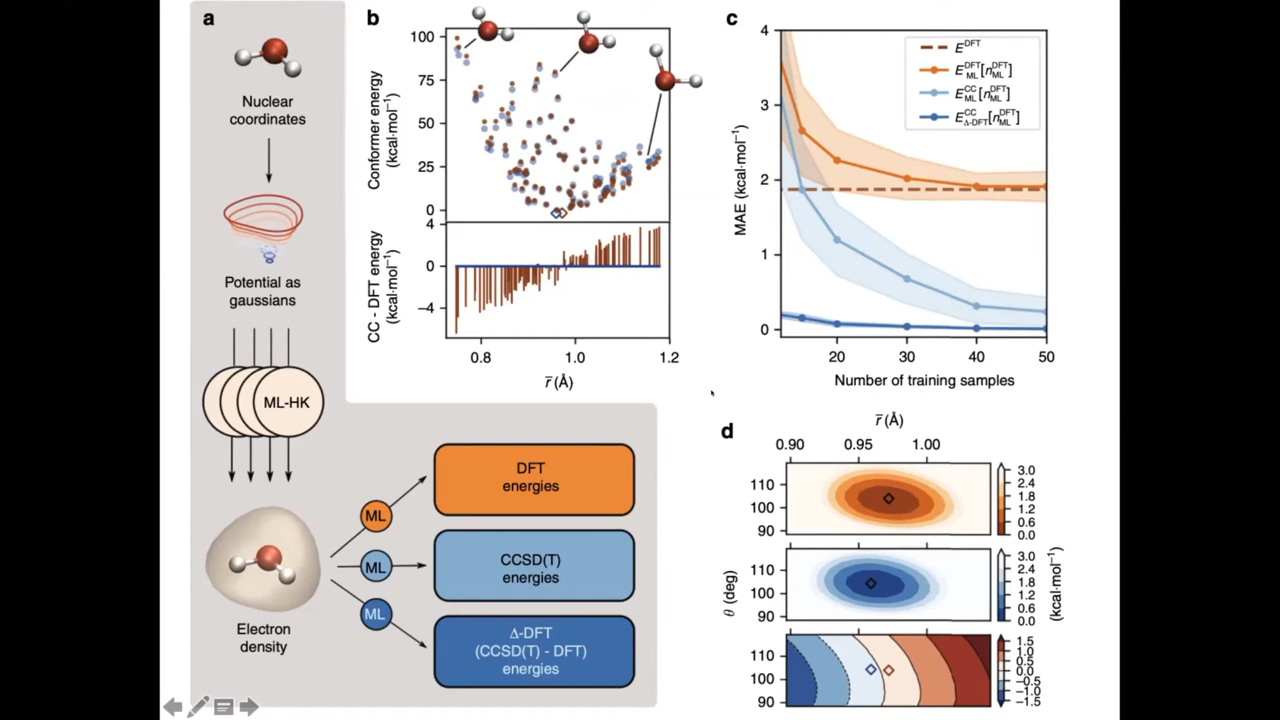 a
Nuclear
coordinates
Potential as
gaussians
ML-HK
Electron
density
ML
ML
ML
DFT
energies
CCSD(T)
energies
Δ-DFT
(CCSD(T) - DFT)
energies
b
Conformer energy
(kcal·mol⁻¹)
100
75
50
25
0
CC - DFT energy
(kcal·mol⁻¹)
4
0
−4
0.8 1.0 1.2
r̅ (Å)
c
MAE (kcal·mol⁻¹)
4
3
2
1
0
E^DFT
E^DFT_ML[n^DFT_ML]
E^CC_ML[n^DFT_ML]
E^CC_Δ-DFT[n^DFT_ML]
20 30 40 50
Number of training samples
d
r̅ (Å)
0.90 0.95 1.00
110
100
90
3.0
2.4
1.8
1.2
0.6
0.0
110
100
90
3.0
2.4
1.8
1.2
0.6
0.0
110
100
90
1.5
1.0
0.5
0.0
−0.5
−1.0
−1.5
θ (deg)
(kcal·mol⁻¹)